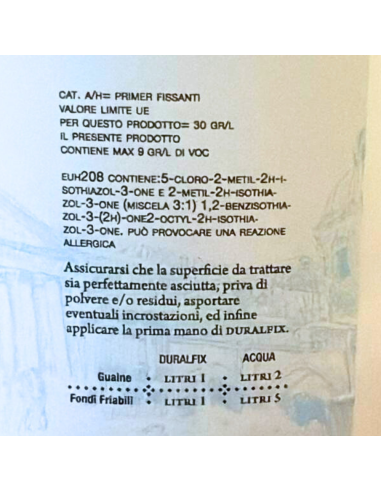 CAT. A/H= PRIMER FISSANTI
VALORE LIMITE UE
PER QUESTO PRODOTTO= 30 GR/L
IL PRESENTE PRODOTTO
CONTIENE MAX 9 GR/L DI VOC
EUH208 CONTIENE:5-CLORO-2-METIL-2H-I-
SOTHIAZOL-3-ONE E 2-METIL-2H-ISOTHIA-
ZOL-3-ONE (MISCELA 3:1) 1,2-BENZISOTHIA-
ZOL-3-(2H)-ONE2-OCTYL-2H-ISOTHIA-
ZOL-3-ONE. PUÒ PROVOCARE UNA REAZIONE
ALLERGICA
Assicurarsi che la superficie da trattare
sia perfettamente asciutta, priva di
polvere e/o residui, asportare
eventuali incrostazioni, ed infine
applicare la prima mano di DURALFIX.
DURALFIX ACQUA
Guaine : LITRI 1 : LITRI 2
Fondi Friabili : LITRI 1 : LITRI 5